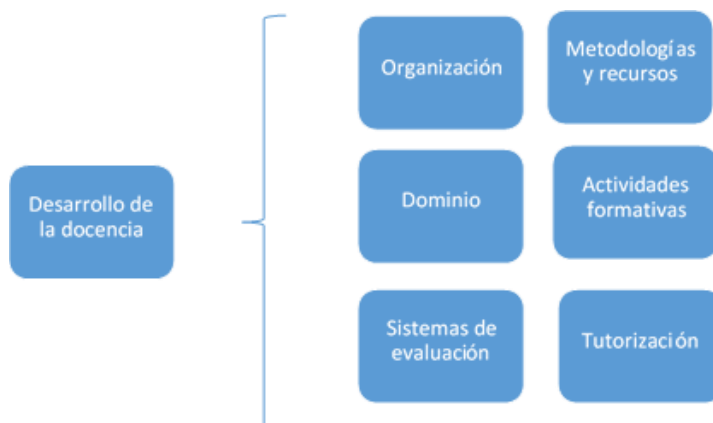 Desarrollo de
la docencia
Organización
Metodologías
y recursos
Dominio
Actividades
formativas
Sistemas de
evaluación
Tutorización